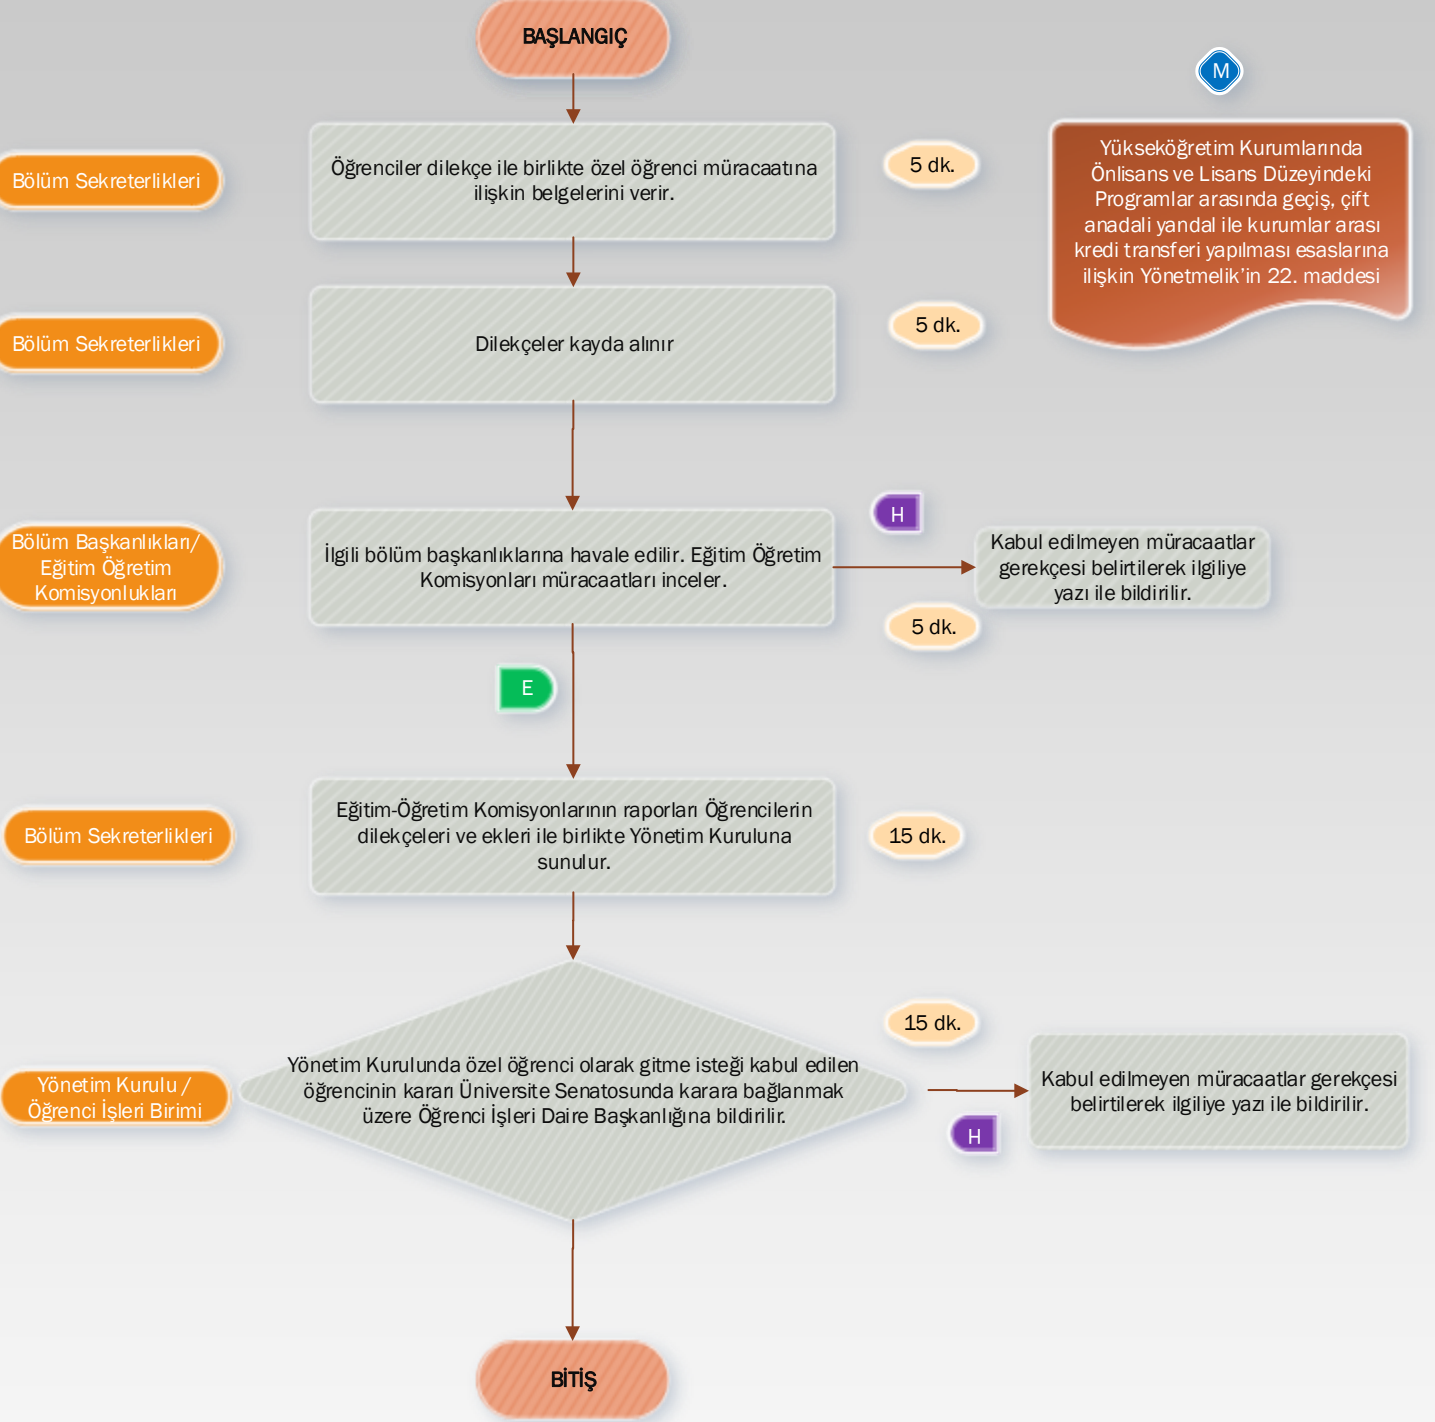 BAŞLANGIÇ
M
Bölüm Sekreterlikleri
Öğrenciler dilekçe ile birlikte özel öğrenci müracaatına
ilişkin belgelerini verir.
5 dk.
Yükseköğretim Kurumlarında
Önlisans ve Lisans Düzeyindeki
Programlar arasında geçiş, çift
anadali yandal ile kurumlar arası
kredi transferi yapılması esaslarına
ilişkin Yönetmelik’in 22. maddesi
Bölüm Sekreterlikleri
Dilekçeler kayda alınır
5 dk.
Bölüm Başkanlıkları/
Eğitim Öğretim
Komisyonlukları
İlgili bölüm başkanlıklarına havale edilir. Eğitim Öğretim
Komisyonları müracaatları inceler.
H
Kabul edilmeyen müracaatlar
gerekçesi belirtilerek ilgiliye
yazı ile bildirilir.
5 dk.
E
Bölüm Sekreterlikleri
Eğitim-Öğretim Komisyonlarının raporları Öğrencilerin
dilekçeleri ve ekleri ile birlikte Yönetim Kuruluna
sunulur.
15 dk.
Yönetim Kurulu /
Öğrenci İşleri Birimi
Yönetim Kurulunda özel öğrenci olarak gitme isteği kabul edilen
öğrencinin kararı Üniversite Senatosunda karara bağlanmak
üzere Öğrenci İşleri Daire Başkanlığına bildirilir.
15 dk.
H
Kabul edilmeyen müracaatlar gerekçesi
belirtilerek ilgiliye yazı ile bildirilir.
BİTİŞ